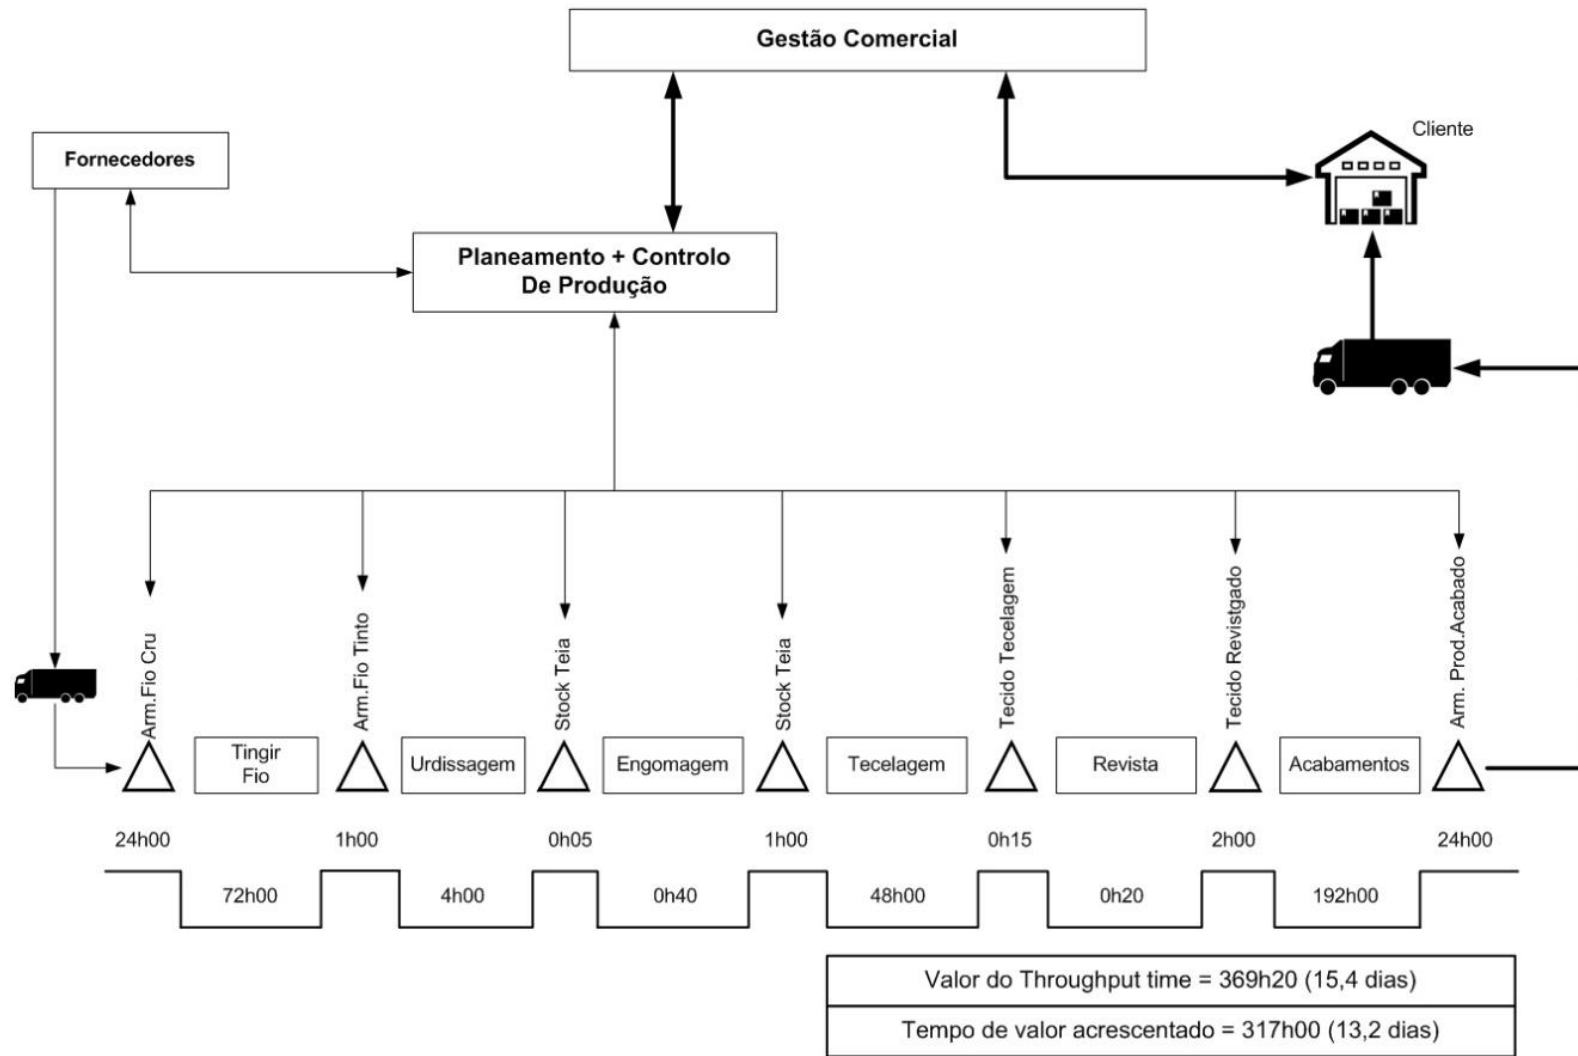 Gestão Comercial
Cliente
Fornecedores
Planeamento + Controlo
De Produção
Arm.Fio Cru
Arm.Fio Tinto
Stock Teia
Stock Teia
Tecido Tecelagem
Tecido Revistgado
Arm. Prod.Acabado
Tingir
Fio
Urdissagem
Engomagem
Tecelagem
Revista
Acabamentos
24h00
1h00
0h05
1h00
0h15
2h00
24h00
72h00
4h00
0h40
48h00
0h20
192h00
Valor do Throughput time = 369h20 (15,4 dias)
Tempo de valor acrescentado = 317h00 (13,2 dias)